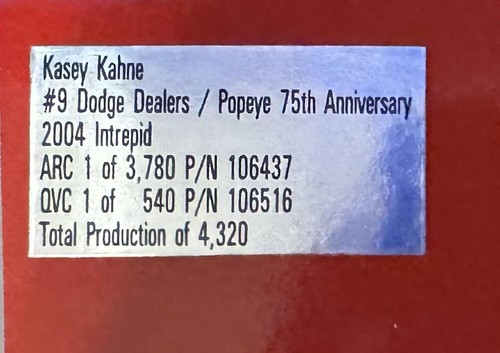 Kasey Kahne
#9 Dodge Dealers / Popeye 75th Anniversary
2004 Intrepid
ARC 1 of 3,780 P/N 106437
QVC 1 of 540 P/N 106516
Total Production of 4,320